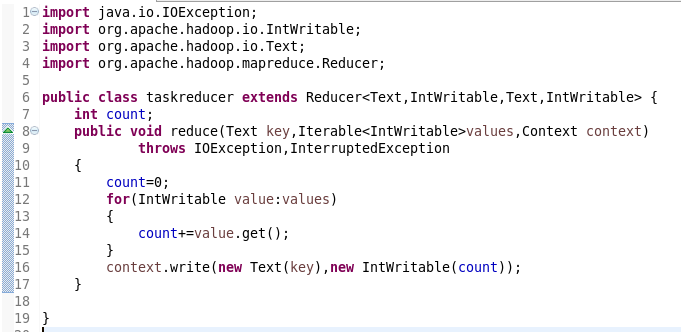 1 import java.io.IOException;
2 import org.apache.hadoop.io.IntWritable;
3 import org.apache.hadoop.io.Text;
4 import org.apache.hadoop.mapreduce.Reducer;
5
6 public class taskreducer extends Reducer<Text,IntWritable,Text,IntWritable> {
7     int count;
8     public void reduce(Text key,Iterable<IntWritable>values,Context context)
9             throws IOException,InterruptedException
10     {
11         count=0;
12         for(IntWritable value:values)
13         {
14             count+=value.get();
15         }
16         context.write(new Text(key),new IntWritable(count));
17     }
18
19 }